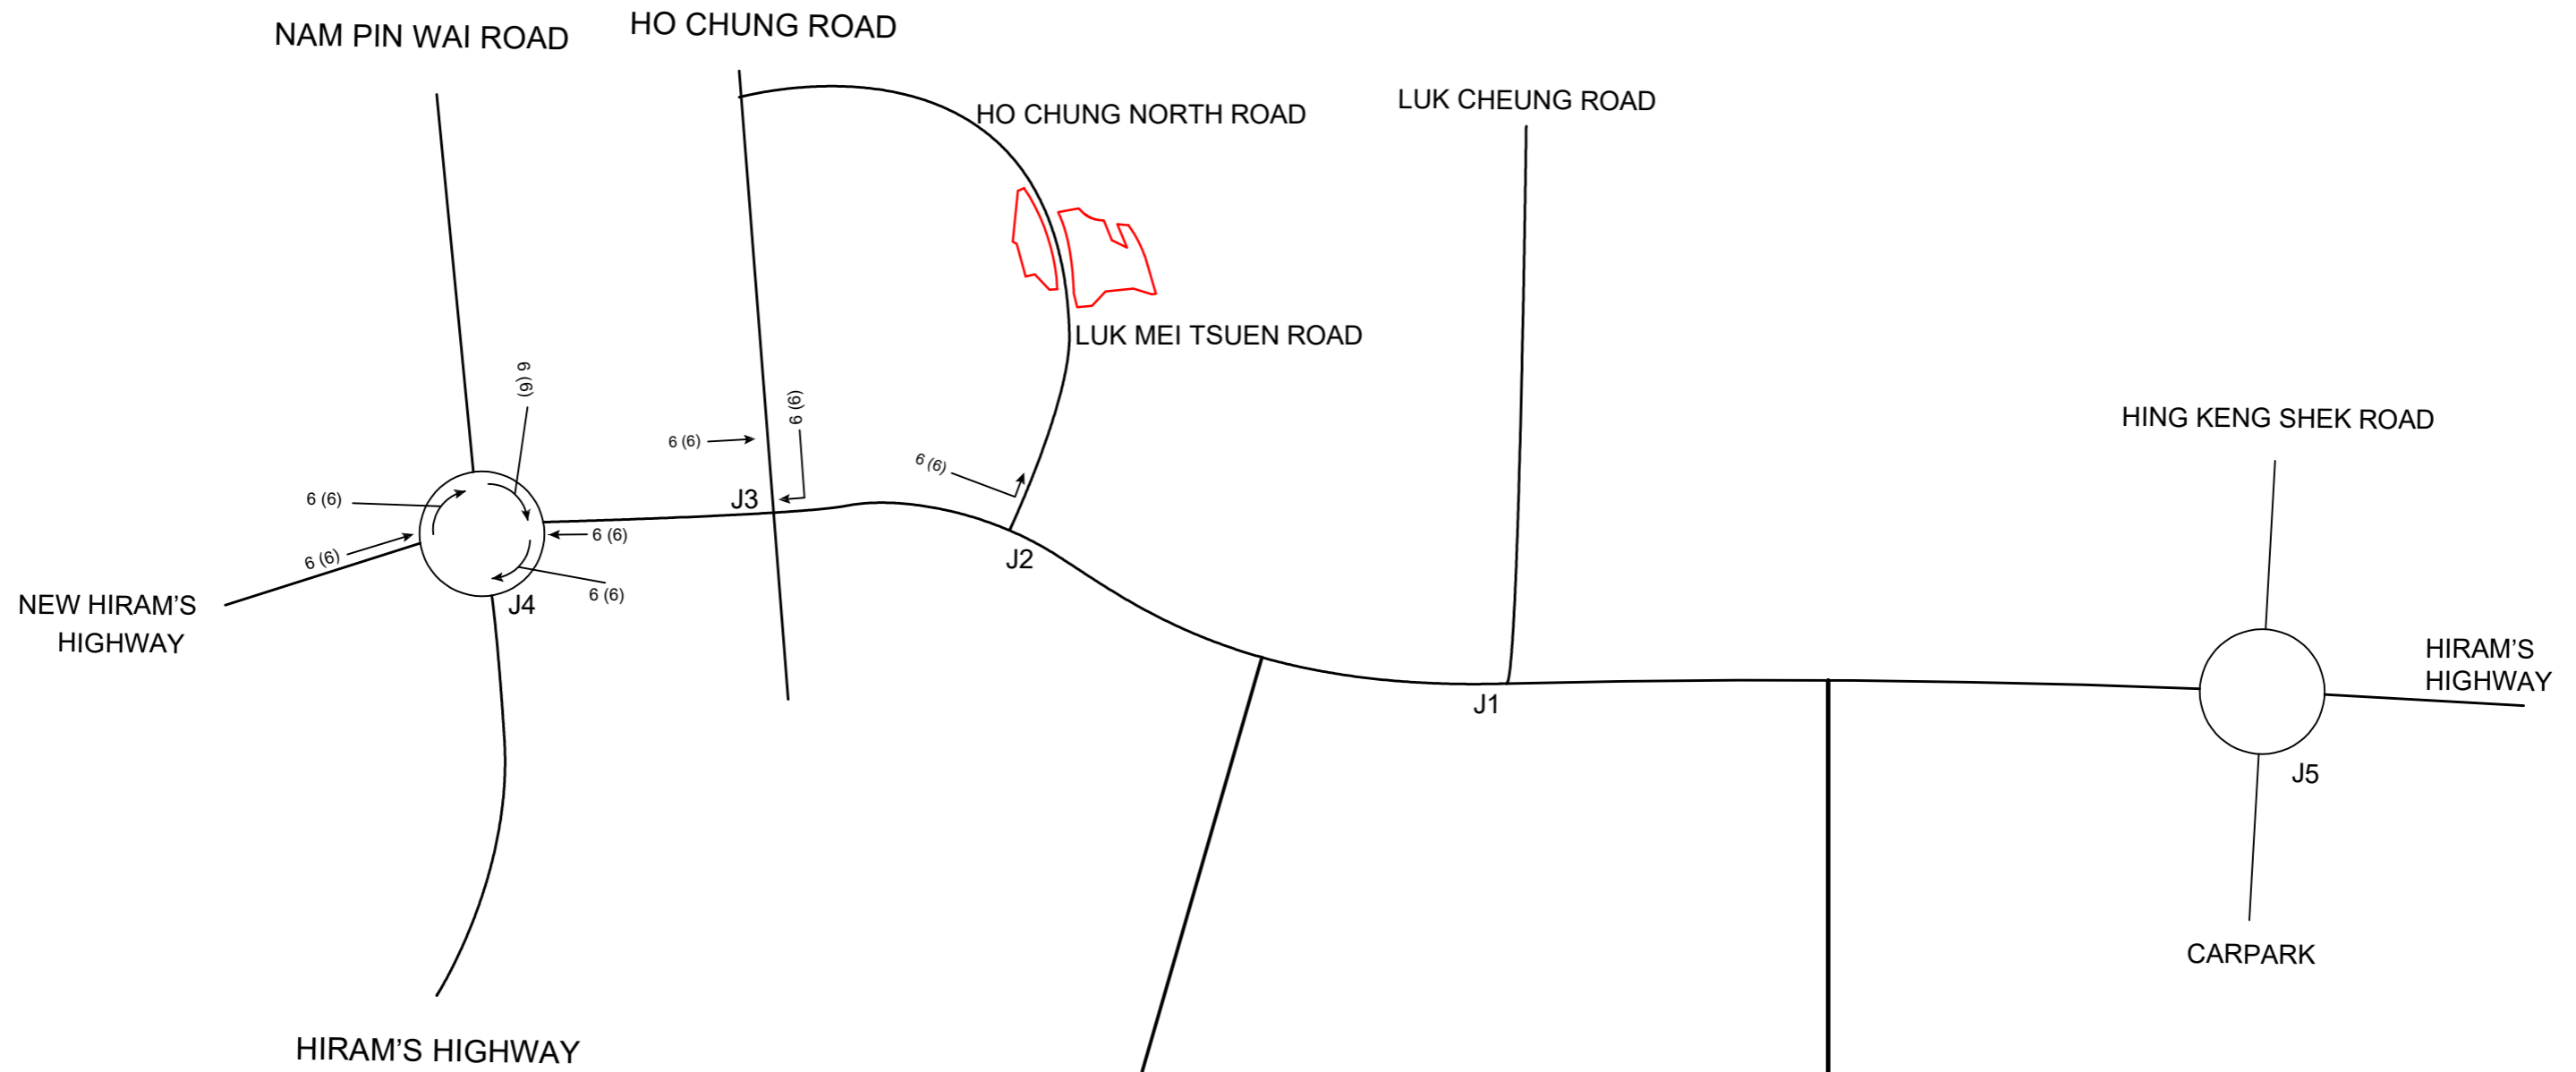 HO CHUNG ROAD
NAM PIN WAI ROAD
LUK CHEUNG ROAD
HO CHUNG NORTH ROAD
LUK MEI TSUEN ROAD
6 (6)
6 (6)
HING KENG SHEK ROAD
6 (6)
6 (6)
6 (6)
J3
6 (6)
6 (6)
J2
6 (6)
NEW HIRAM'S
HIGHWAY
J4
HIRAM'S
HIGHWAY
J1
J5
CARPARK
HIRAM'S HIGHWAY